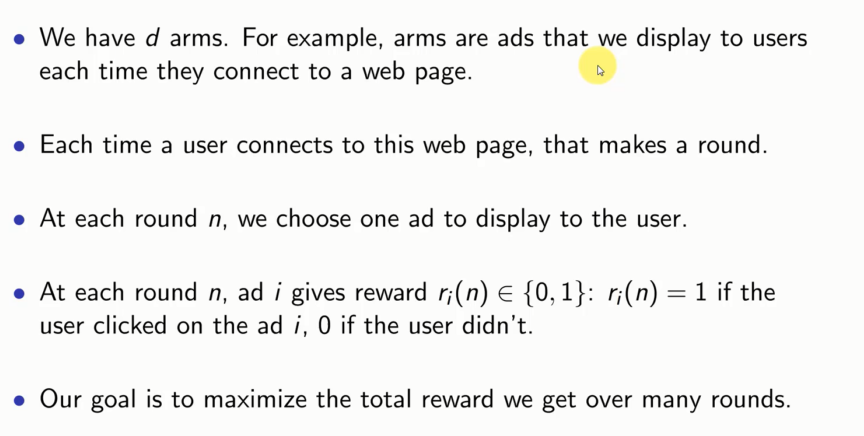 • We have d arms. For example, arms are ads that we display to users
each time they connect to a web page.
• Each time a user connects to this web page, that makes a round.
• At each round n, we choose one ad to display to the user.
• At each round n, ad i gives reward rᵢ(n) ∈ {0, 1}: rᵢ(n) = 1 if the
user clicked on the ad i, 0 if the user didn't.
• Our goal is to maximize the total reward we get over many rounds.